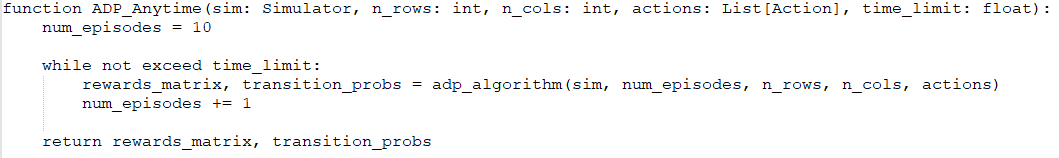 function ADP_Anytime(sim: Simulator, n_rows: int, n_cols: int, actions: List[Action], time_limit: float):
    num_episodes = 10

    while not exceed time_limit:
        rewards_matrix, transition_probs = adp_algorithm(sim, num_episodes, n_rows, n_cols, actions)
        num_episodes += 1

    return rewards_matrix, transition_probs